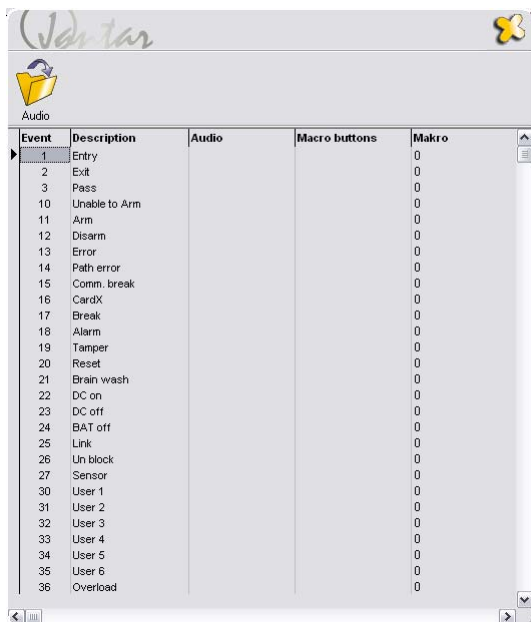 Jantar
Audio
Event Description Audio Macro buttons Makro
1 Entry 0
2 Exit 0
3 Pass 0
10 Unable to Arm 0
11 Arm 0
12 Disarm 0
13 Error 0
14 Path error 0
15 Comm. break 0
16 CardX 0
17 Break 0
18 Alarm 0
19 Tamper 0
20 Reset 0
21 Brain wash 0
22 DC on 0
23 DC off 0
24 BAT off 0
25 Link 0
26 Un block 0
27 Sensor 0
30 User 1 0
31 User 2 0
32 User 3 0
33 User 4 0
34 User 5 0
35 User 6 0
36 Overload 0